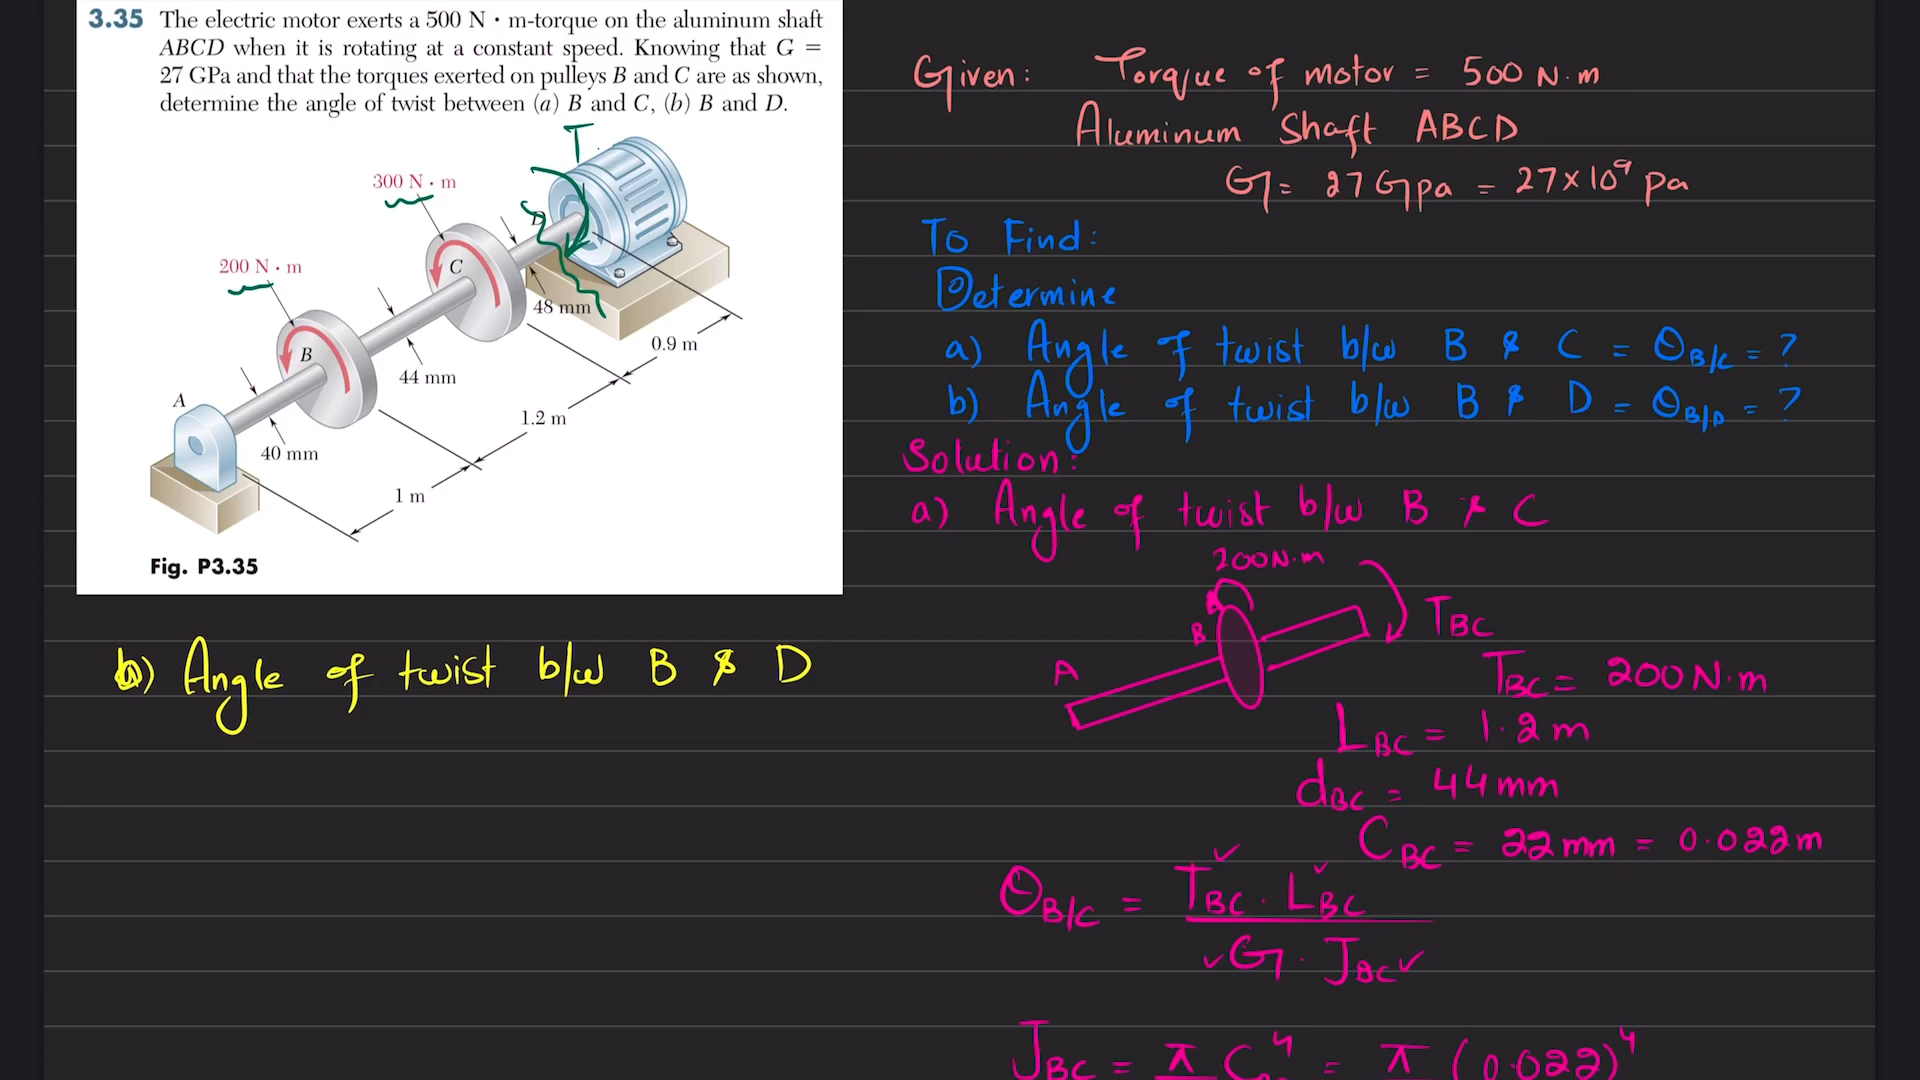 3.35 The electric motor exerts a 500 N · m-torque on the aluminum shaft
ABCD when it is rotating at a constant speed. Knowing that G =
27 GPa and that the torques exerted on pulleys B and C are as shown,
determine the angle of twist between (a) B and C, (b) B and D.
T
300 N · m
D
C
200 N · m
48 mm
B
0.9 m
44 mm
A
1.2 m
40 mm
1 m
Fig. P3.35
b) Angle of twist b/w B & D
Given: Torque of motor = 500 N·m
Aluminum Shaft ABCD
G = 27 Gpa = 27×10⁹ pa
To Find:
Determine
a) Angle of twist b/w B & C = θB/C = ?
b) Angle of twist b/w B & D = θB/D = ?
Solution:
a) Angle of twist b/w B & C
200N·m
B
A
TBC
TBC = 200 N·m
LBC = 1.2 m
dBC = 44 mm
CBC = 22 mm = 0.022 m
θB/C = TBC · LBC
G · JBC
JBC = π C⁴ = π (0.022)⁴